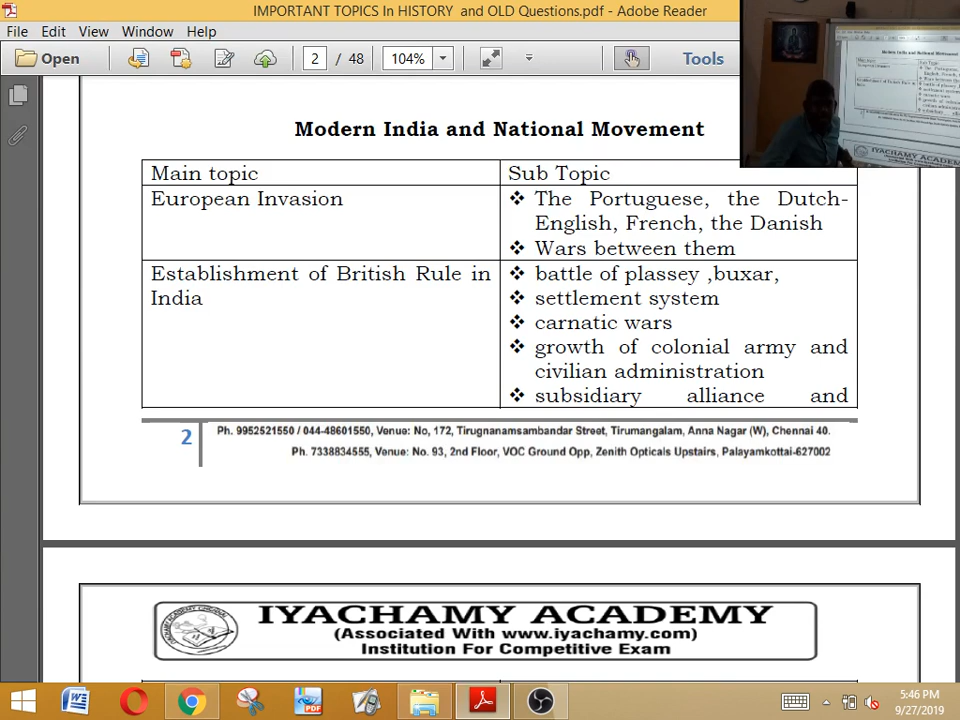 IMPORTANT TOPICS In HISTORY and OLD Questions.pdf - Adobe Reader
File Edit View Window Help
Open 2 / 48 104% Tools
Modern India and National Movement
Main topic Sub Topic
European Invasion
❖ The Portuguese, the Dutch-
English, French, the Danish
❖ Wars between them
Establishment of British Rule in
India
❖ battle of plassey ,buxar,
❖ settlement system
❖ carnatic wars
❖ growth of colonial army and
civilian administration
❖ subsidiary alliance and
2
Ph. 9952521550 / 044-48601550, Venue: No, 172, Tirugnanamsambandar Street, Tirumangalam, Anna Nagar (W), Chennai 40.
Ph. 7338834555, Venue: No. 93, 2nd Floor, VOC Ground Opp, Zenith Opticals Upstairs, Palayamkottai-627002
IYACHAMY ACADEMY
(Associated With www.iyachamy.com)
Institution For Competitive Exam
5:46 PM
9/27/2019